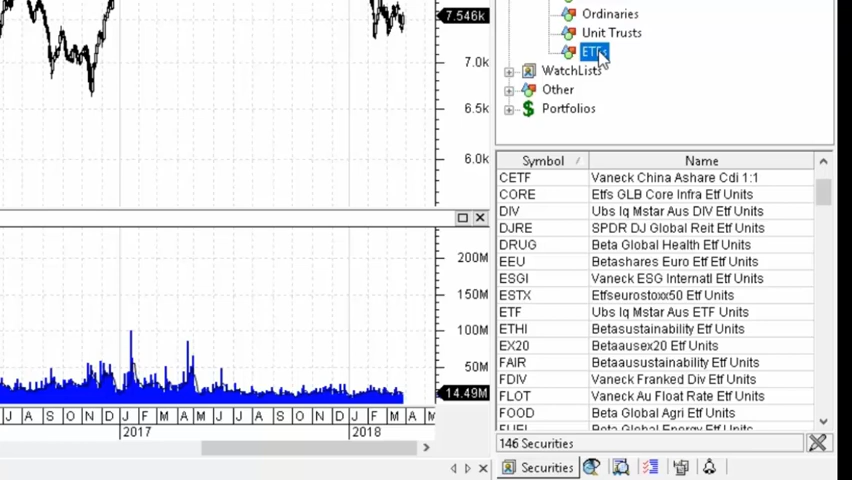 7.546k
7.0k
6.5k
6.0k
200M
150M
100M
50M
14.49M
J A S O N D J F M A M J J A S O N D J F M A M
2017 2018
Ordinaries
Unit Trusts
ETFs
WatchLists
Other
Portfolios
Symbol Name
CETF Vaneck China Ashare Cdi 1:1
CORE Etfs GLB Core Infra Etf Units
DIV Ubs Iq Mstar Aus DIV Etf Units
DJRE SPDR DJ Global Reit Etf Units
DRUG Beta Global Health Etf Units
EEU Betashares Euro Etf Etf Units
ESGI Vaneck ESG Internatl Etf Units
ESTX Etfseurostoxx50 Etf Units
ETF Ubs Iq Mstar Aus ETF Units
ETHI Betasustainability Etf Units
EX20 Betaausex20 Etf Units
FAIR Betaausustainability Etf Units
FDIV Vaneck Franked Div Etf Units
FLOT Vaneck Au Float Rate Etf Units
FOOD Beta Global Agri Etf Units
FUEL Beta Global Energy Etf Units
146 Securities
Securities